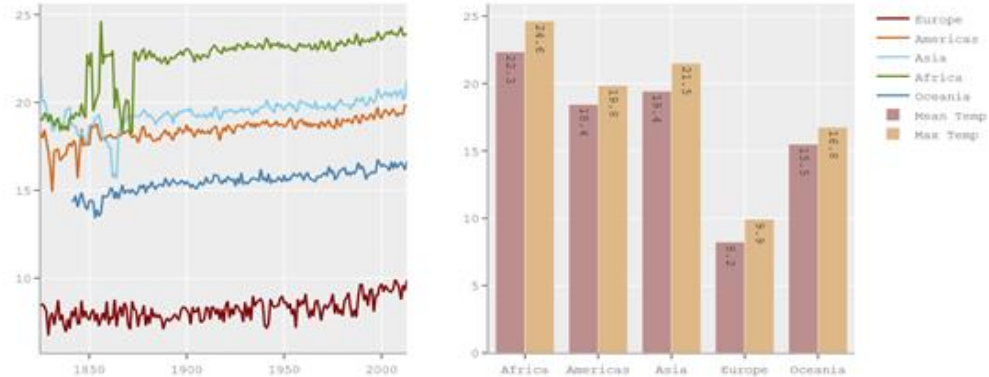 25
20
15
10
1850
1900
1950
2000
25
20
15
10
5
0
22.3
24.6
18.4
19.8
19.4
21.5
8.2
9.9
15.5
16.8
Africa
Americas
Asia
Europe
Oceania
Europe
Americas
Asia
Africa
Oceania
Mean Temp
Max Temp